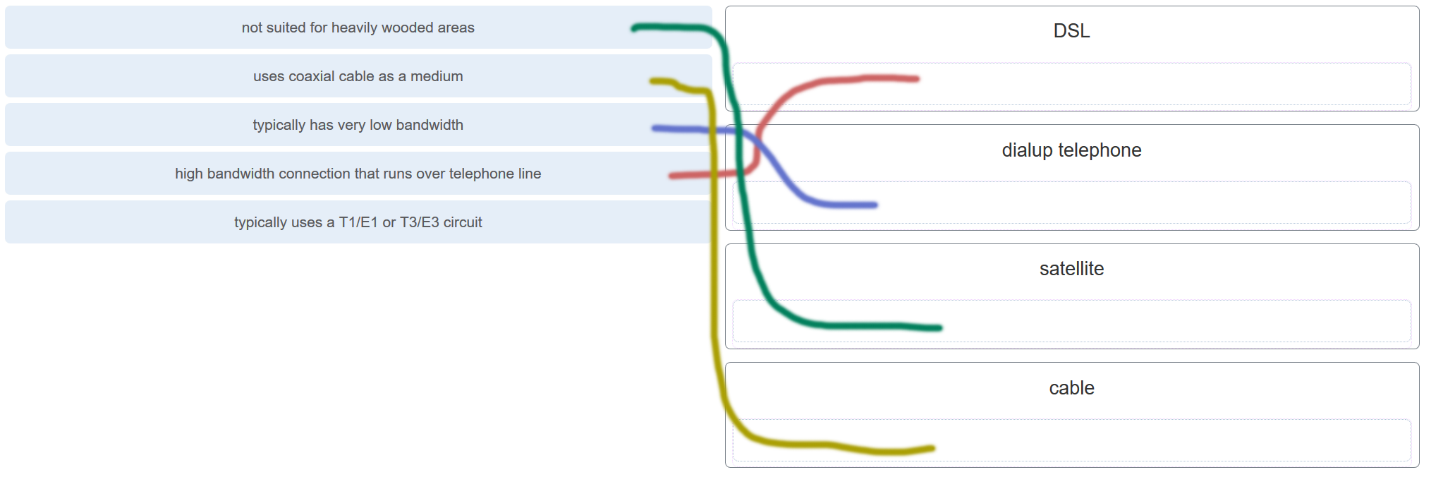 not suited for heavily wooded areas
uses coaxial cable as a medium
typically has very low bandwidth
high bandwidth connection that runs over telephone line
typically uses a T1/E1 or T3/E3 circuit
DSL
dialup telephone
satellite
cable